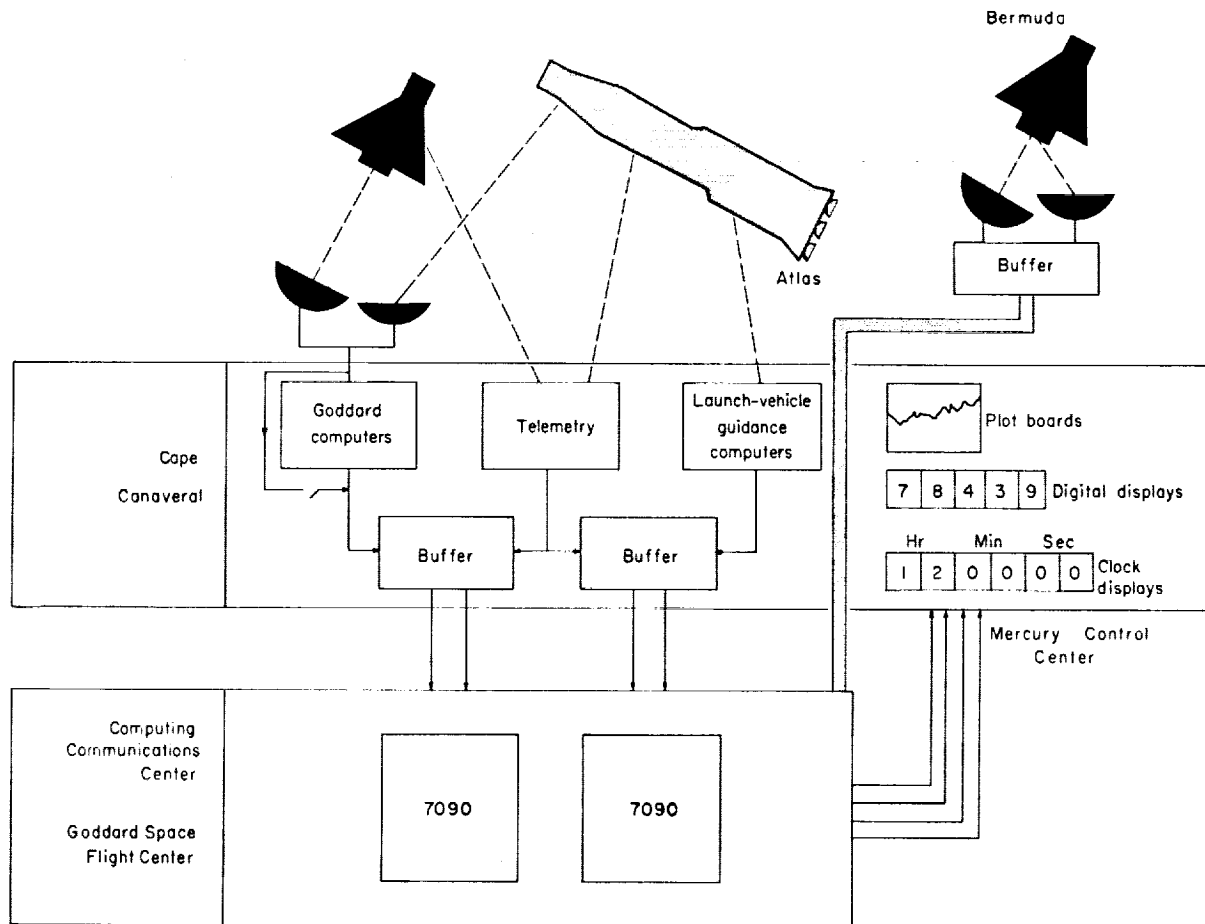 Bermuda
Atlas
Buffer
Cape
Canaveral
Goddard
computers
Telemetry
Launch-vehicle
guidance
computers
Buffer
Buffer
Plot boards
7 8 4 3 9
Digital displays
Hr Min Sec
1 2 0 0 0 0
Clock
displays
Mercury Control
Center
Computing
Communications
Center
Goddard Space
Flight Center
7090
7090